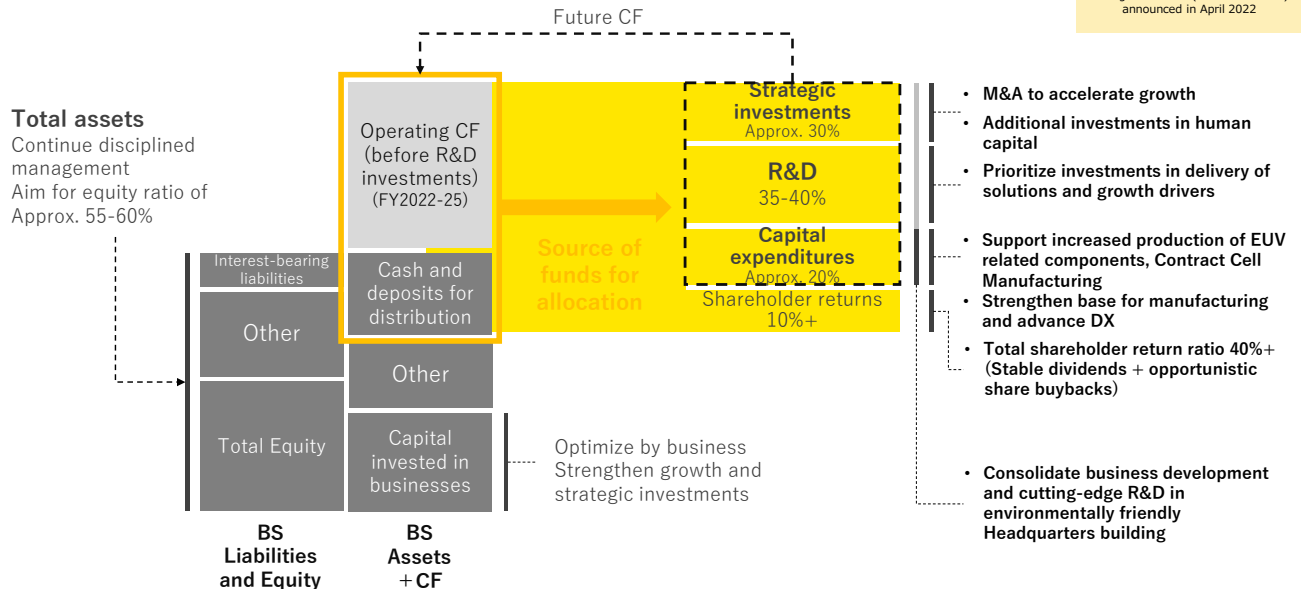 announced in April 2022
Future CF
Total assets
Continue disciplined
management
Aim for equity ratio of
Approx. 55-60%
Operating CF
(before R&D
investments)
(FY2022-25)
Interest-bearing
liabilities
Other
Total Equity
Cash and
deposits for
distribution
Other
Capital
invested in
businesses
BS
Liabilities
and Equity
BS
Assets
+CF
Source of
funds for
allocation
Strategic
investments
Approx. 30%
R&D
35-40%
Capital
expenditures
Approx. 20%
Shareholder returns
10%+
Optimize by business
Strengthen growth and
strategic investments
• M&A to accelerate growth
• Additional investments in human
capital
• Prioritize investments in delivery of
solutions and growth drivers
• Support increased production of EUV
related components, Contract Cell
Manufacturing
• Strengthen base for manufacturing
and advance DX
• Total shareholder return ratio 40%+
(Stable dividends + opportunistic
share buybacks)
• Consolidate business development
and cutting-edge R&D in
environmentally friendly
Headquarters building